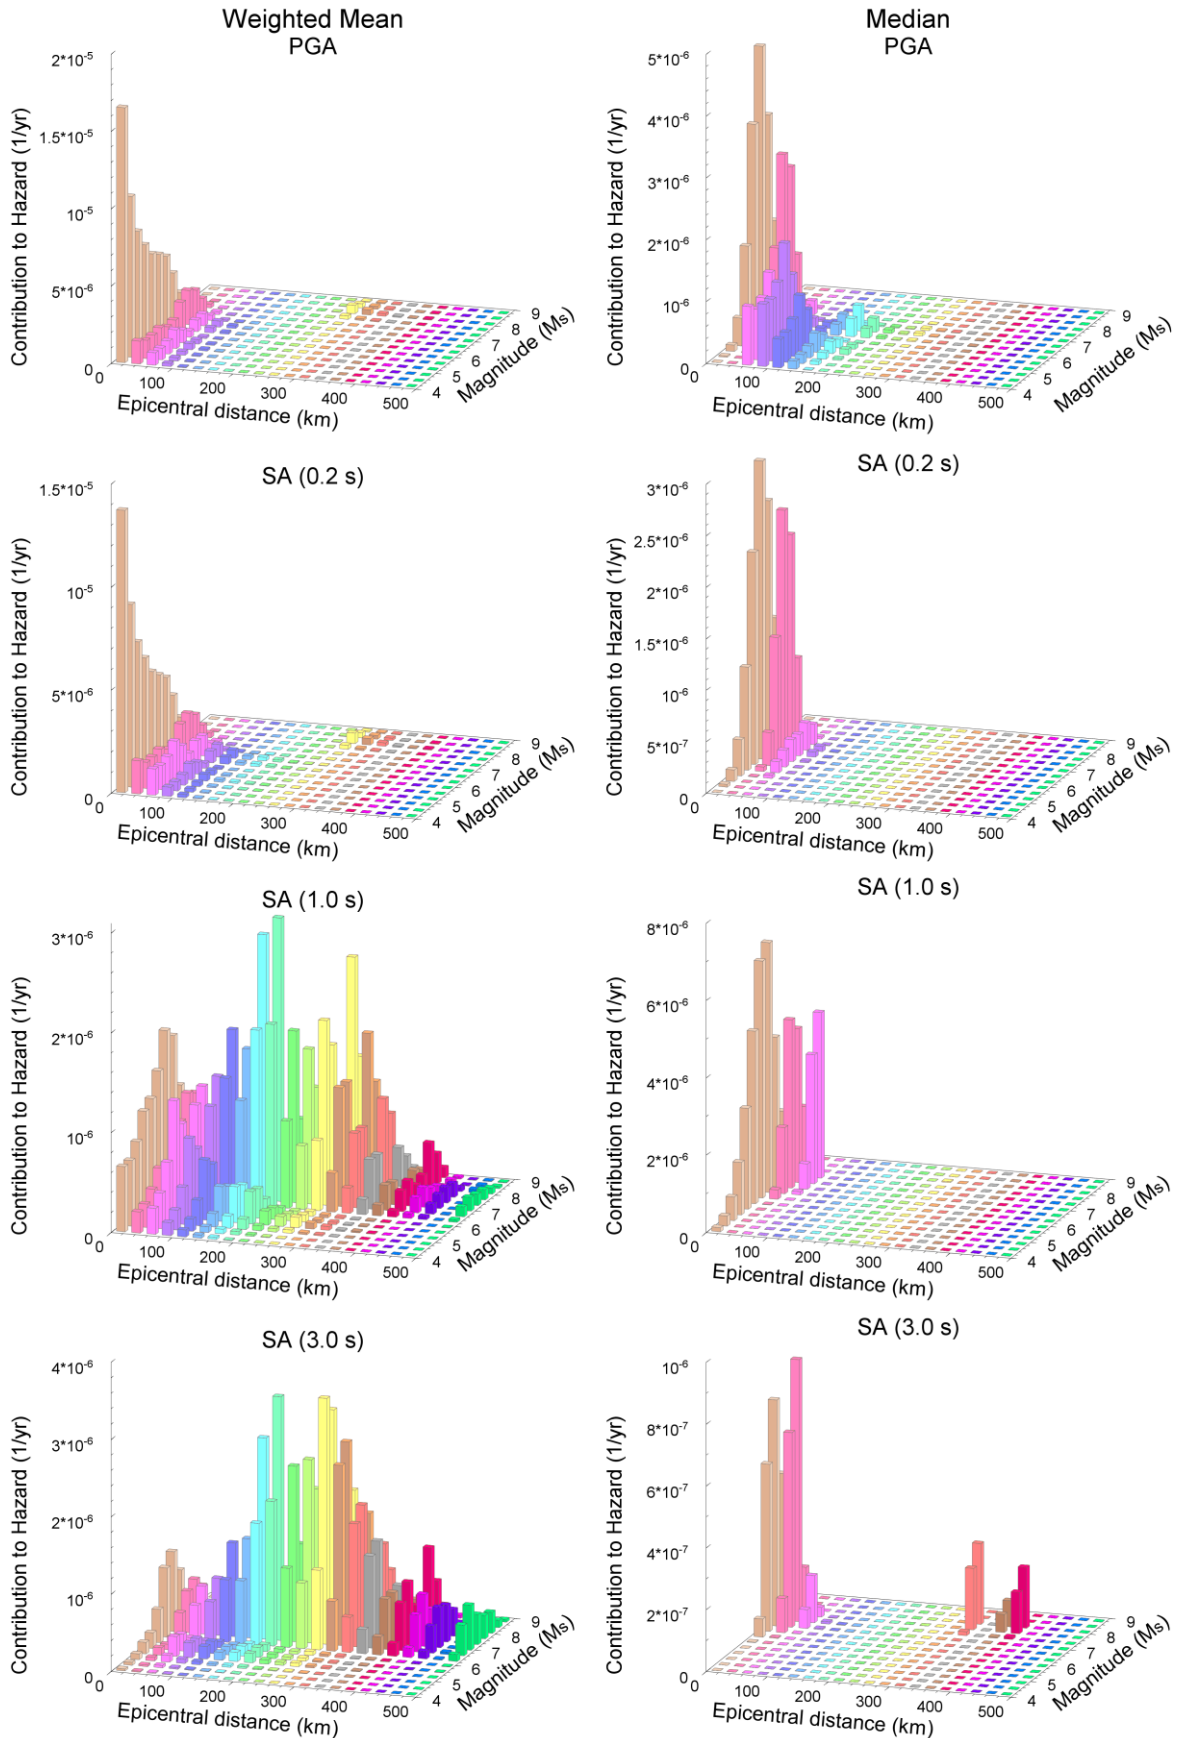 Weighted Mean
PGA
2*10-5
1.5*10-5
10-5
5*10-6
0
Contribution to Hazard (1/yr)
0 100 200 300 400 500
Epicentral distance (km)
4 5 6 7 8 9
Magnitude (Ms)
Median
PGA
5*10-6
4*10-6
3*10-6
2*10-6
10-6
0
Contribution to Hazard (1/yr)
0 100 200 300 400 500
Epicentral distance (km)
4 5 6 7 8 9
Magnitude (Ms)
SA (0.2 s)
1.5*10-5
10-5
5*10-6
0
Contribution to Hazard (1/yr)
0 100 200 300 400 500
Epicentral distance (km)
4 5 6 7 8 9
Magnitude (Ms)
SA (0.2 s)
3*10-6
2.5*10-6
2*10-6
1.5*10-6
10-6
5*10-7
0
Contribution to Hazard (1/yr)
0 100 200 300 400 500
Epicentral distance (km)
4 5 6 7 8 9
Magnitude (Ms)
SA (1.0 s)
3*10-6
2*10-6
10-6
0
Contribution to Hazard (1/yr)
0 100 200 300 400 500
Epicentral distance (km)
4 5 6 7 8 9
Magnitude (Ms)
SA (1.0 s)
8*10-6
6*10-6
4*10-6
2*10-6
0
Contribution to Hazard (1/yr)
0 100 200 300 400 500
Epicentral distance (km)
4 5 6 7 8 9
Magnitude (Ms)
SA (3.0 s)
4*10-6
3*10-6
2*10-6
10-6
0
Contribution to Hazard (1/yr)
0 100 200 300 400 500
Epicentral distance (km)
4 5 6 7 8 9
Magnitude (Ms)
SA (3.0 s)
10-6
8*10-7
6*10-7
4*10-7
2*10-7
0
Contribution to Hazard (1/yr)
0 100 200 300 400 500
Epicentral distance (km)
4 5 6 7 8 9
Magnitude (Ms)